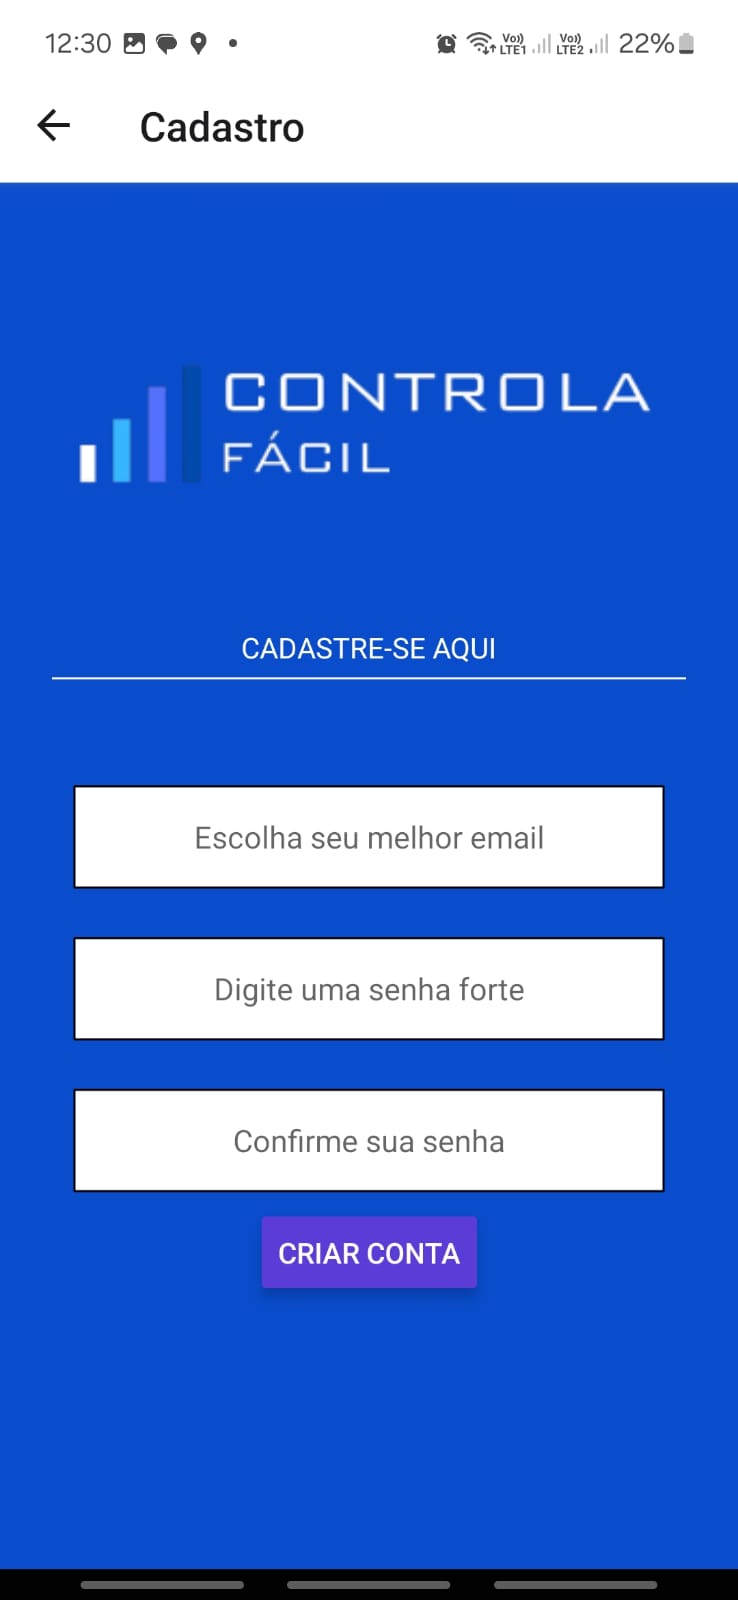 12:30 Vo)) LTE1 Vo)) LTE2 22%
Cadastro
CONTROLA
FÁCIL
CADASTRE-SE AQUI
Escolha seu melhor email
Digite uma senha forte
Confirme sua senha
CRIAR CONTA